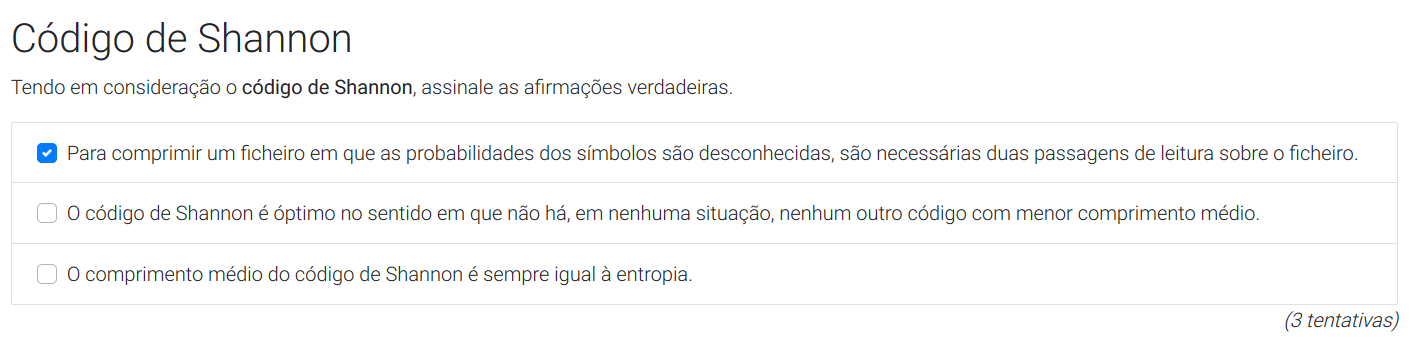 Código de Shannon
Tendo em consideração o código de Shannon, assinale as afirmações verdadeiras.
Para comprimir um ficheiro em que as probabilidades dos símbolos são desconhecidas, são necessárias duas passagens de leitura sobre o ficheiro.
O código de Shannon é óptimo no sentido em que não há, em nenhuma situação, nenhum outro código com menor comprimento médio.
O comprimento médio do código de Shannon é sempre igual à entropia.
(3 tentativas)